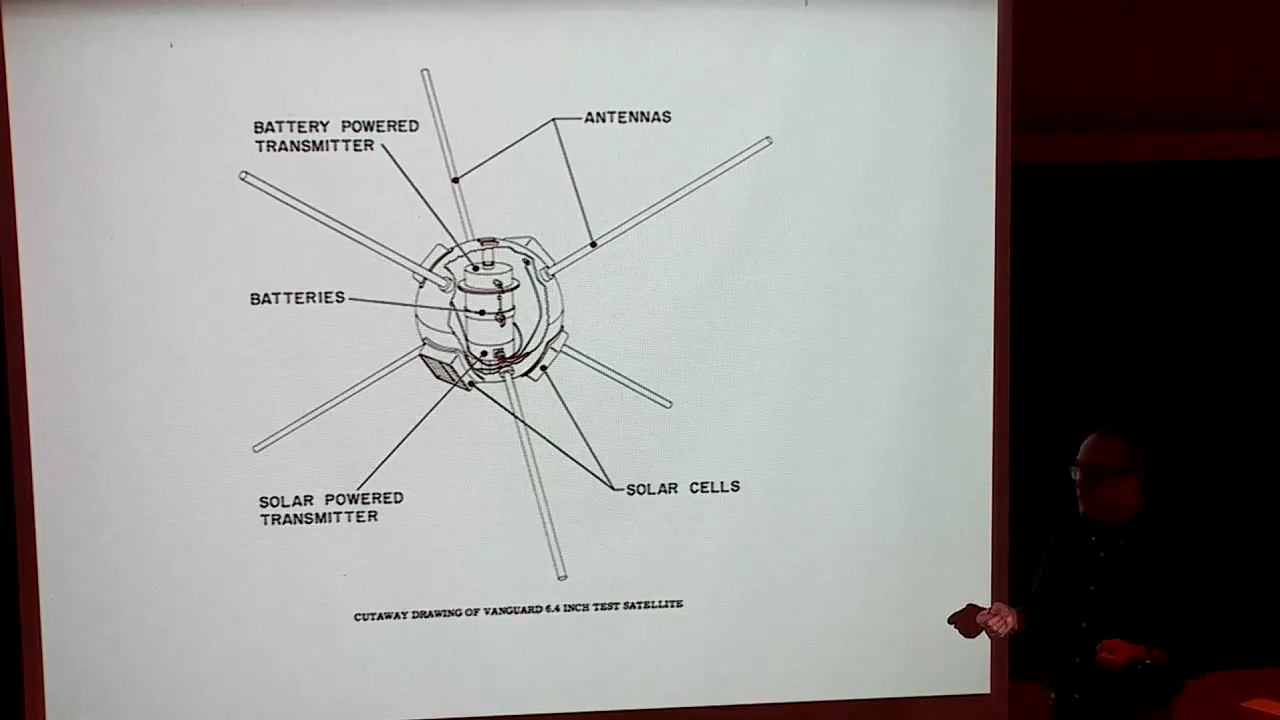 BATTERY POWERED
TRANSMITTER
ANTENNAS
BATTERIES
SOLAR POWERED
TRANSMITTER
SOLAR CELLS
CUTAWAY DRAWING OF VANGUARD 6.4 INCH TEST SATELLITE